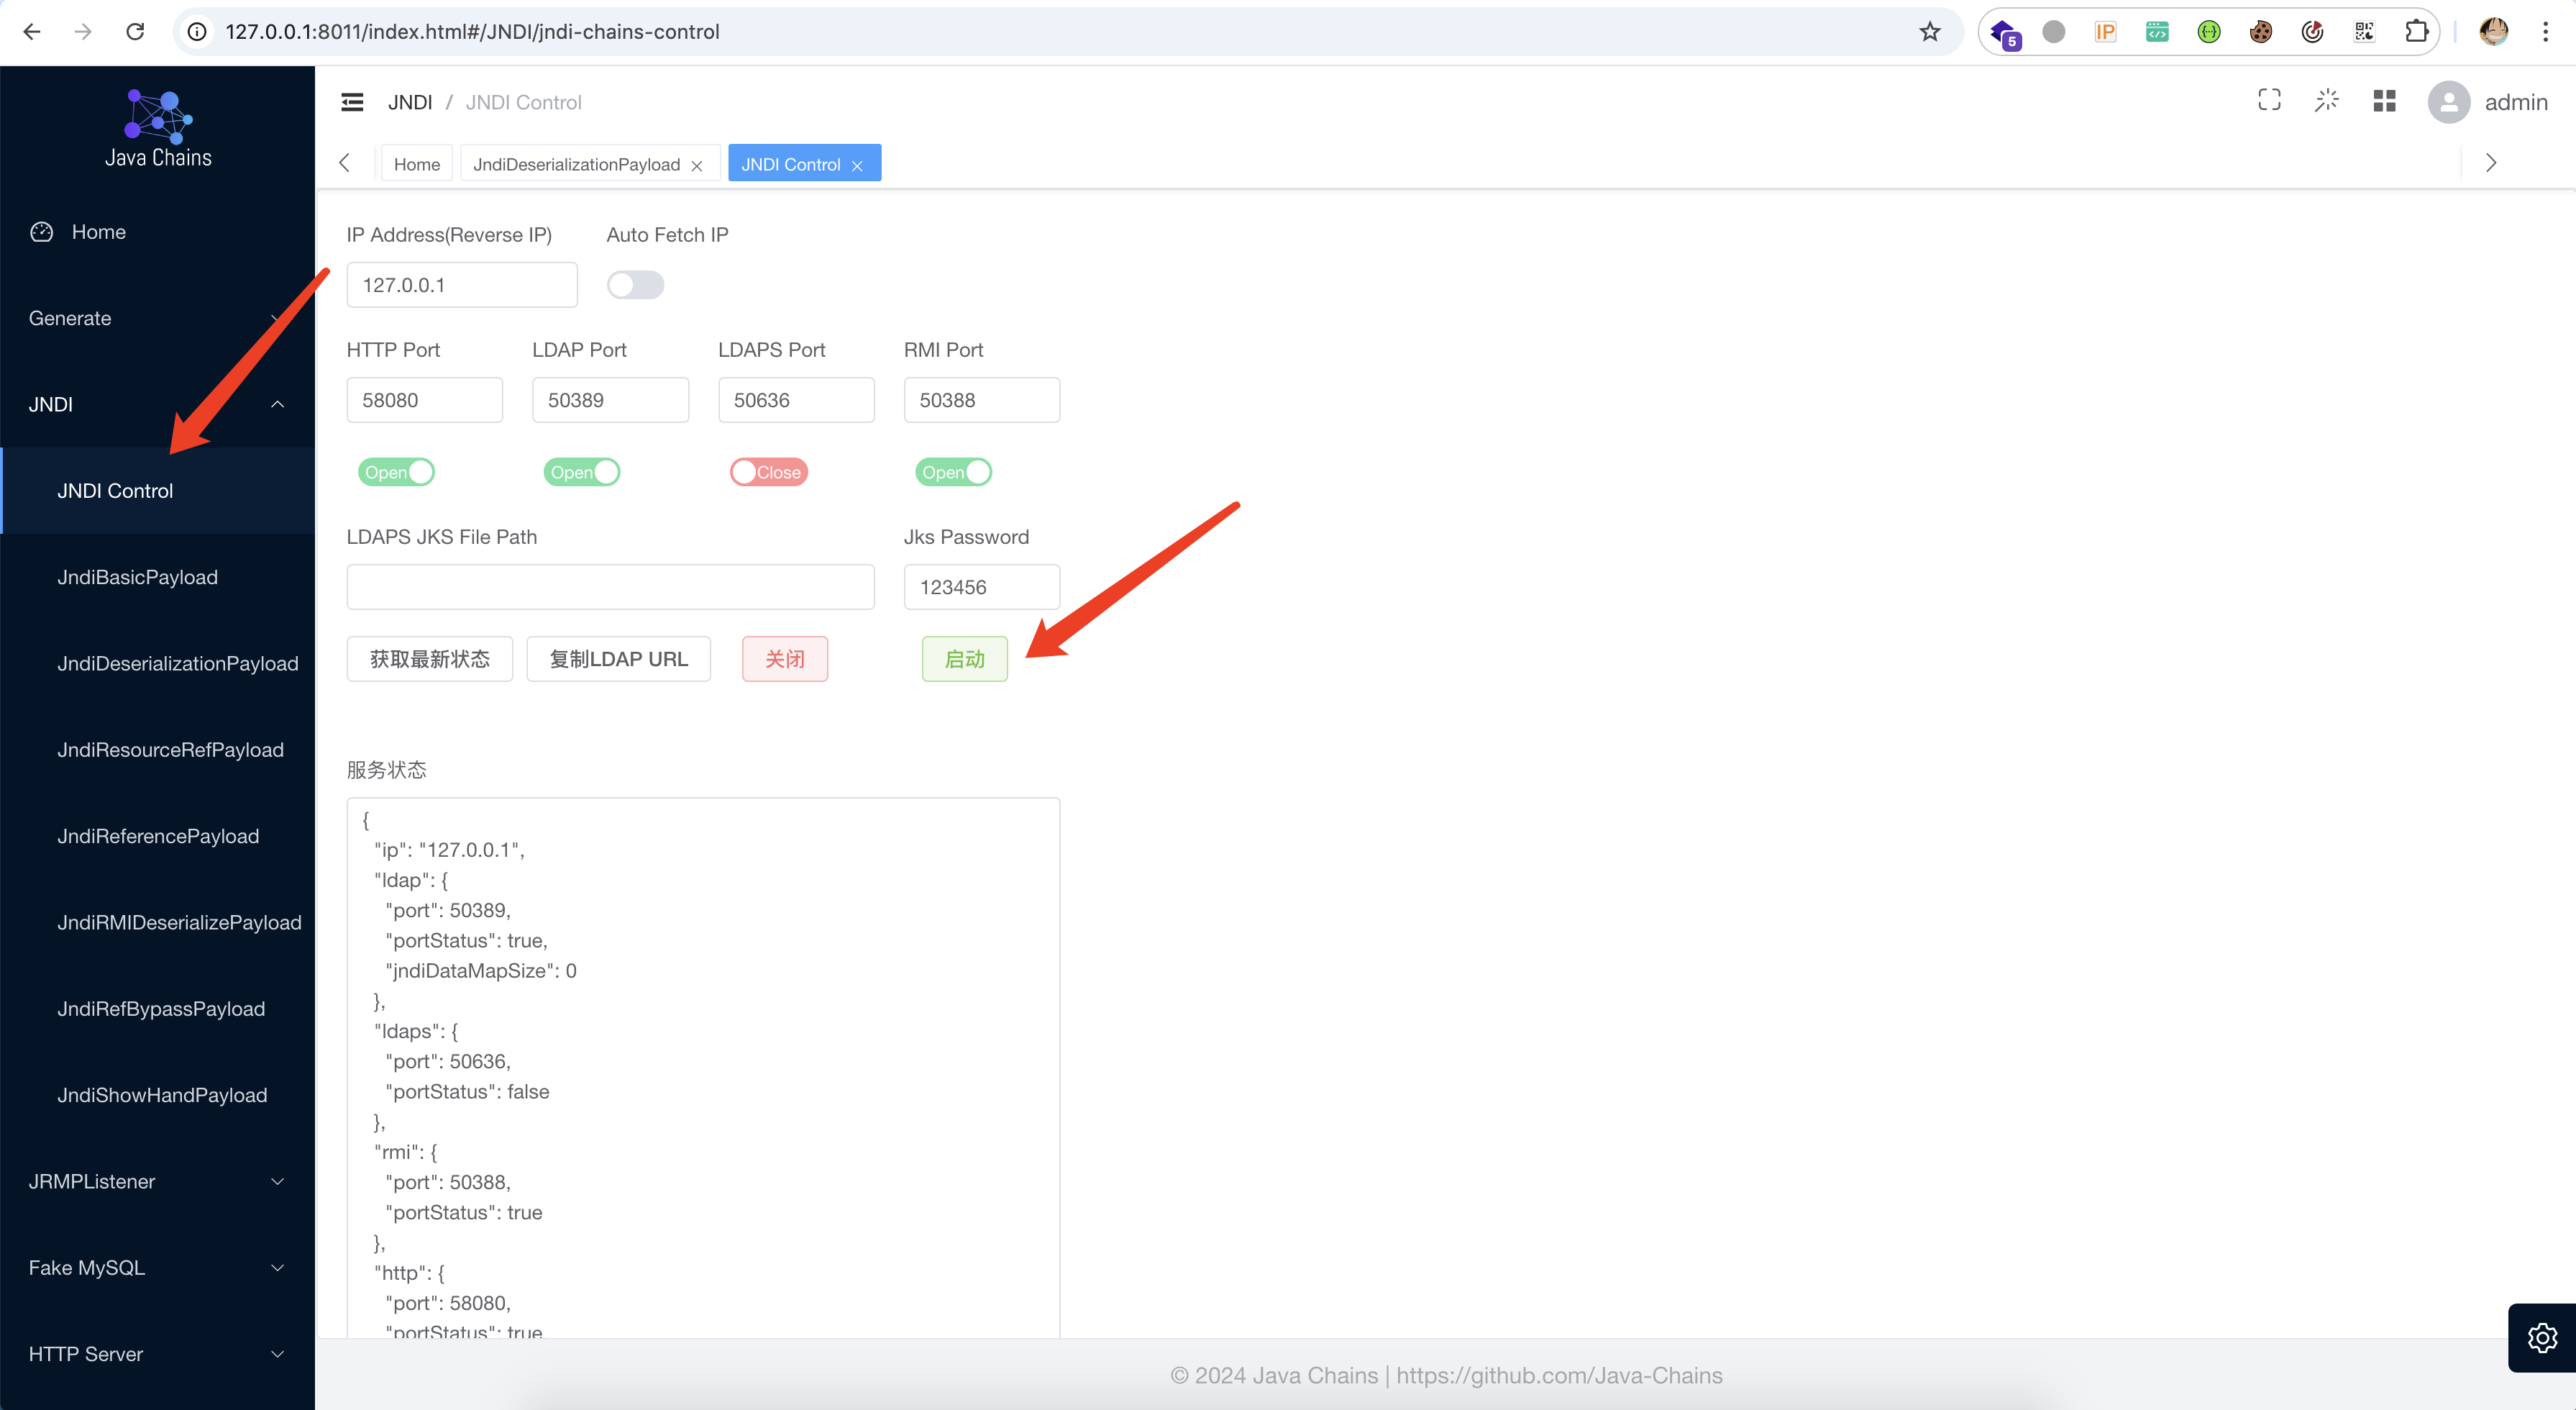 127.0.0.1:8011/index.html#/JNDI/jndi-chains-control
5
IP
Java Chains
Home
Generate
JNDI
JNDI Control
JndiBasicPayload
JndiDeserializationPayload
JndiResourceRefPayload
JndiReferencePayload
JndiRMIDeserializePayload
JndiRefBypassPayload
JndiShowHandPayload
JRMPListener
Fake MySQL
HTTP Server
JNDI / JNDI Control
admin
Home JndiDeserializationPayload JNDI Control
IP Address(Reverse IP) Auto Fetch IP
127.0.0.1
HTTP Port LDAP Port LDAPS Port RMI Port
58080 50389 50636 50388
Open Open Close Open
LDAPS JKS File Path Jks Password
123456
获取最新状态 复制LDAP URL 关闭 启动
服务状态
{
"ip": "127.0.0.1",
"ldap": {
"port": 50389,
"portStatus": true,
"jndiDataMapSize": 0
},
"ldaps": {
"port": 50636,
"portStatus": false
},
"rmi": {
"port": 50388,
"portStatus": true
},
"http": {
"port": 58080,
"portStatus": true
© 2024 Java Chains | https://github.com/Java-Chains